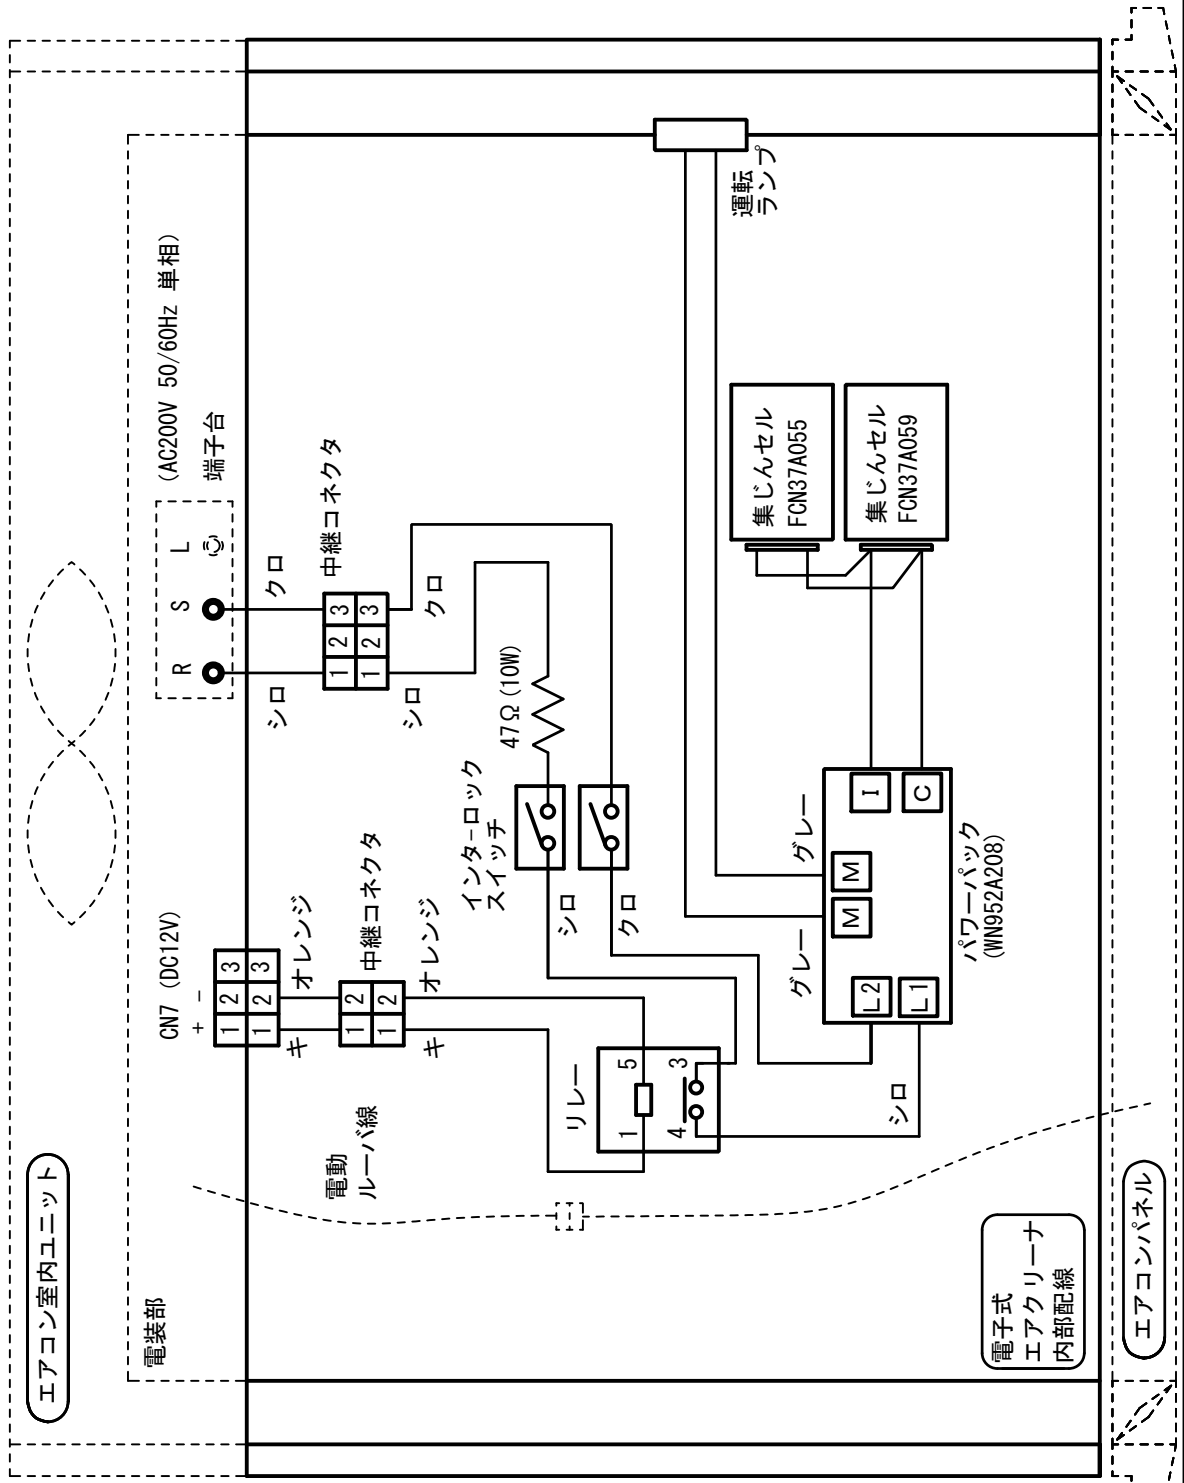 エアコン室内ユニット
電装部
CN7 (DC12V)
+ -
1 2 3
1 2 3
キ
オレンジ
中継コネクタ
1 2
1 2
キ
オレンジ
電動
ルーバ線
R S L
(AC200V 50/60Hz 単相)
端子台
シロ
クロ
中継コネクタ
1 2 3
1 2 3
シロ
クロ
47Ω(10W)
インターロック
スイッチ
シロ
クロ
リレー
1 5
4 3
シロ
グレー
グレー
L2
L1
M M
I
C
パワーパック
(WN952A208)
集じんセル
FCN37A055
集じんセル
FCN37A059
運転
ランプ
電子式
エアクリーナ
内部配線
エアコンパネル